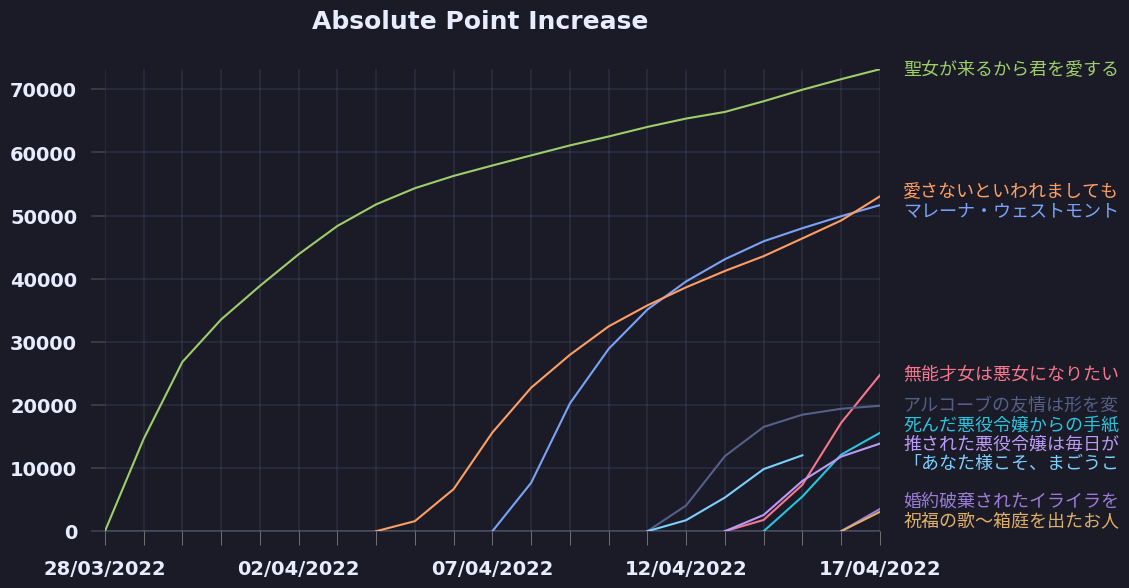 Absolute Point Increase
70000
60000
50000
40000
30000
20000
10000
0
28/03/2022
02/04/2022
07/04/2022
12/04/2022
17/04/2022
聖女が来るから君を愛する
愛さないといわれましても
マレーナ・ウェストモント
無能才女は悪女になりたい
アルコーブの友情は形を変
死んだ悪役令嬢からの手紙
推された悪役令嬢は毎日が
「あなた様こそ、まごうこ
婚約破棄されたイライラを
祝福の歌～箱庭を出たお人